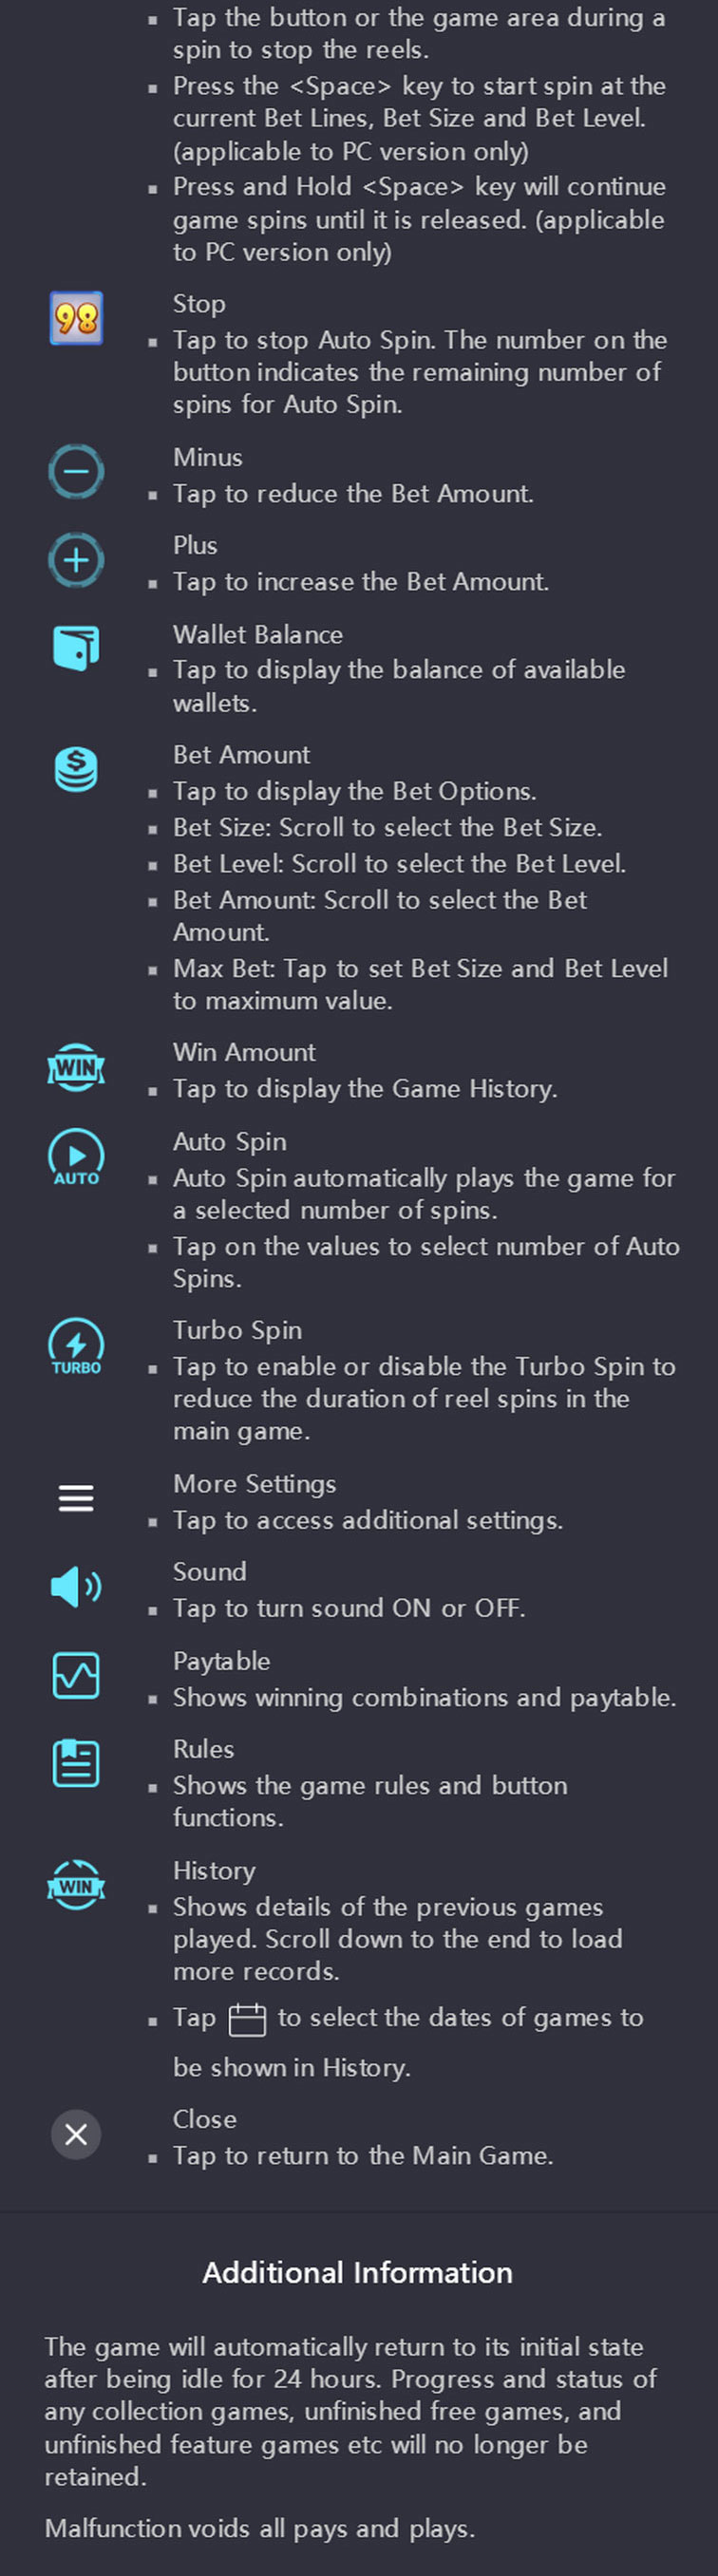 ▪ Tap the button or the game area during a
spin to stop the reels.
▪ Press the <Space> key to start spin at the
current Bet Lines, Bet Size and Bet Level.
(applicable to PC version only)
▪ Press and Hold <Space> key will continue
game spins until it is released. (applicable
to PC version only)
98
Stop
▪ Tap to stop Auto Spin. The number on the
button indicates the remaining number of
spins for Auto Spin.
Minus
▪ Tap to reduce the Bet Amount.
Plus
▪ Tap to increase the Bet Amount.
Wallet Balance
▪ Tap to display the balance of available
wallets.
$
Bet Amount
▪ Tap to display the Bet Options.
▪ Bet Size: Scroll to select the Bet Size.
▪ Bet Level: Scroll to select the Bet Level.
▪ Bet Amount: Scroll to select the Bet
Amount.
▪ Max Bet: Tap to set Bet Size and Bet Level
to maximum value.
WIN
Win Amount
▪ Tap to display the Game History.
AUTO
Auto Spin
▪ Auto Spin automatically plays the game for
a selected number of spins.
▪ Tap on the values to select number of Auto
Spins.
TURBO
Turbo Spin
▪ Tap to enable or disable the Turbo Spin to
reduce the duration of reel spins in the
main game.
More Settings
▪ Tap to access additional settings.
Sound
▪ Tap to turn sound ON or OFF.
Paytable
▪ Shows winning combinations and paytable.
Rules
▪ Shows the game rules and button
functions.
WIN
History
▪ Shows details of the previous games
played. Scroll down to the end to load
more records.
▪ Tap to select the dates of games to
be shown in History.
Close
▪ Tap to return to the Main Game.
Additional Information
The game will automatically return to its initial state
after being idle for 24 hours. Progress and status of
any collection games, unfinished free games, and
unfinished feature games etc will no longer be
retained.
Malfunction voids all pays and plays.